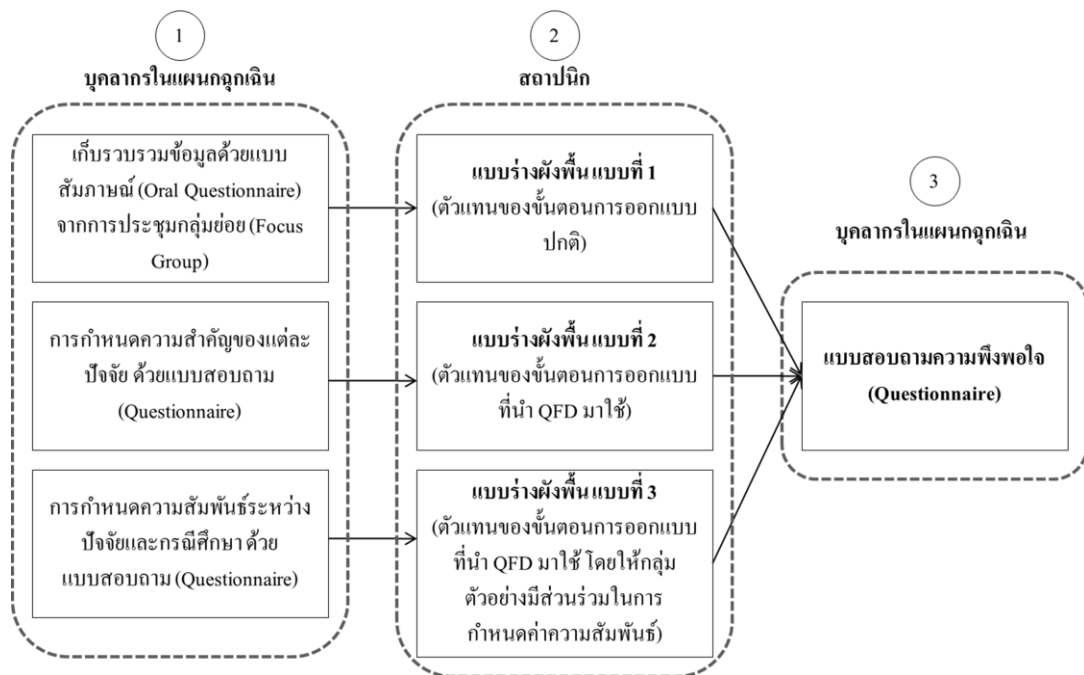 1
บุคลากรในแผนกฉุกเฉิน
เก็บรวบรวมข้อมูลด้วยแบบ
สัมภาษณ์ (Oral Questionnaire)
จากการประชุมกลุ่มย่อย (Focus
Group)
การกำหนดความสำคัญของแต่ละ
ปัจจัย ด้วยแบบสอบถาม
(Questionnaire)
การกำหนดความสัมพันธ์ระหว่าง
ปัจจัยและกรณีศึกษา ด้วย
แบบสอบถาม (Questionnaire)
2
สถาปนิก
แบบร่างผังพื้น แบบที่ 1
(ตัวแทนของขั้นตอนการออกแบบ
ปกติ)
แบบร่างผังพื้น แบบที่ 2
(ตัวแทนของขั้นตอนการออกแบบ
ที่นำ QFD มาใช้)
แบบร่างผังพื้น แบบที่ 3
(ตัวแทนของขั้นตอนการออกแบบ
ที่นำ QFD มาใช้ โดยให้กลุ่ม
ตัวอย่างมีส่วนร่วมในการ
กำหนดค่าความสัมพันธ์)
3
บุคลากรในแผนกฉุกเฉิน
แบบสอบถามความพึงพอใจ
(Questionnaire)